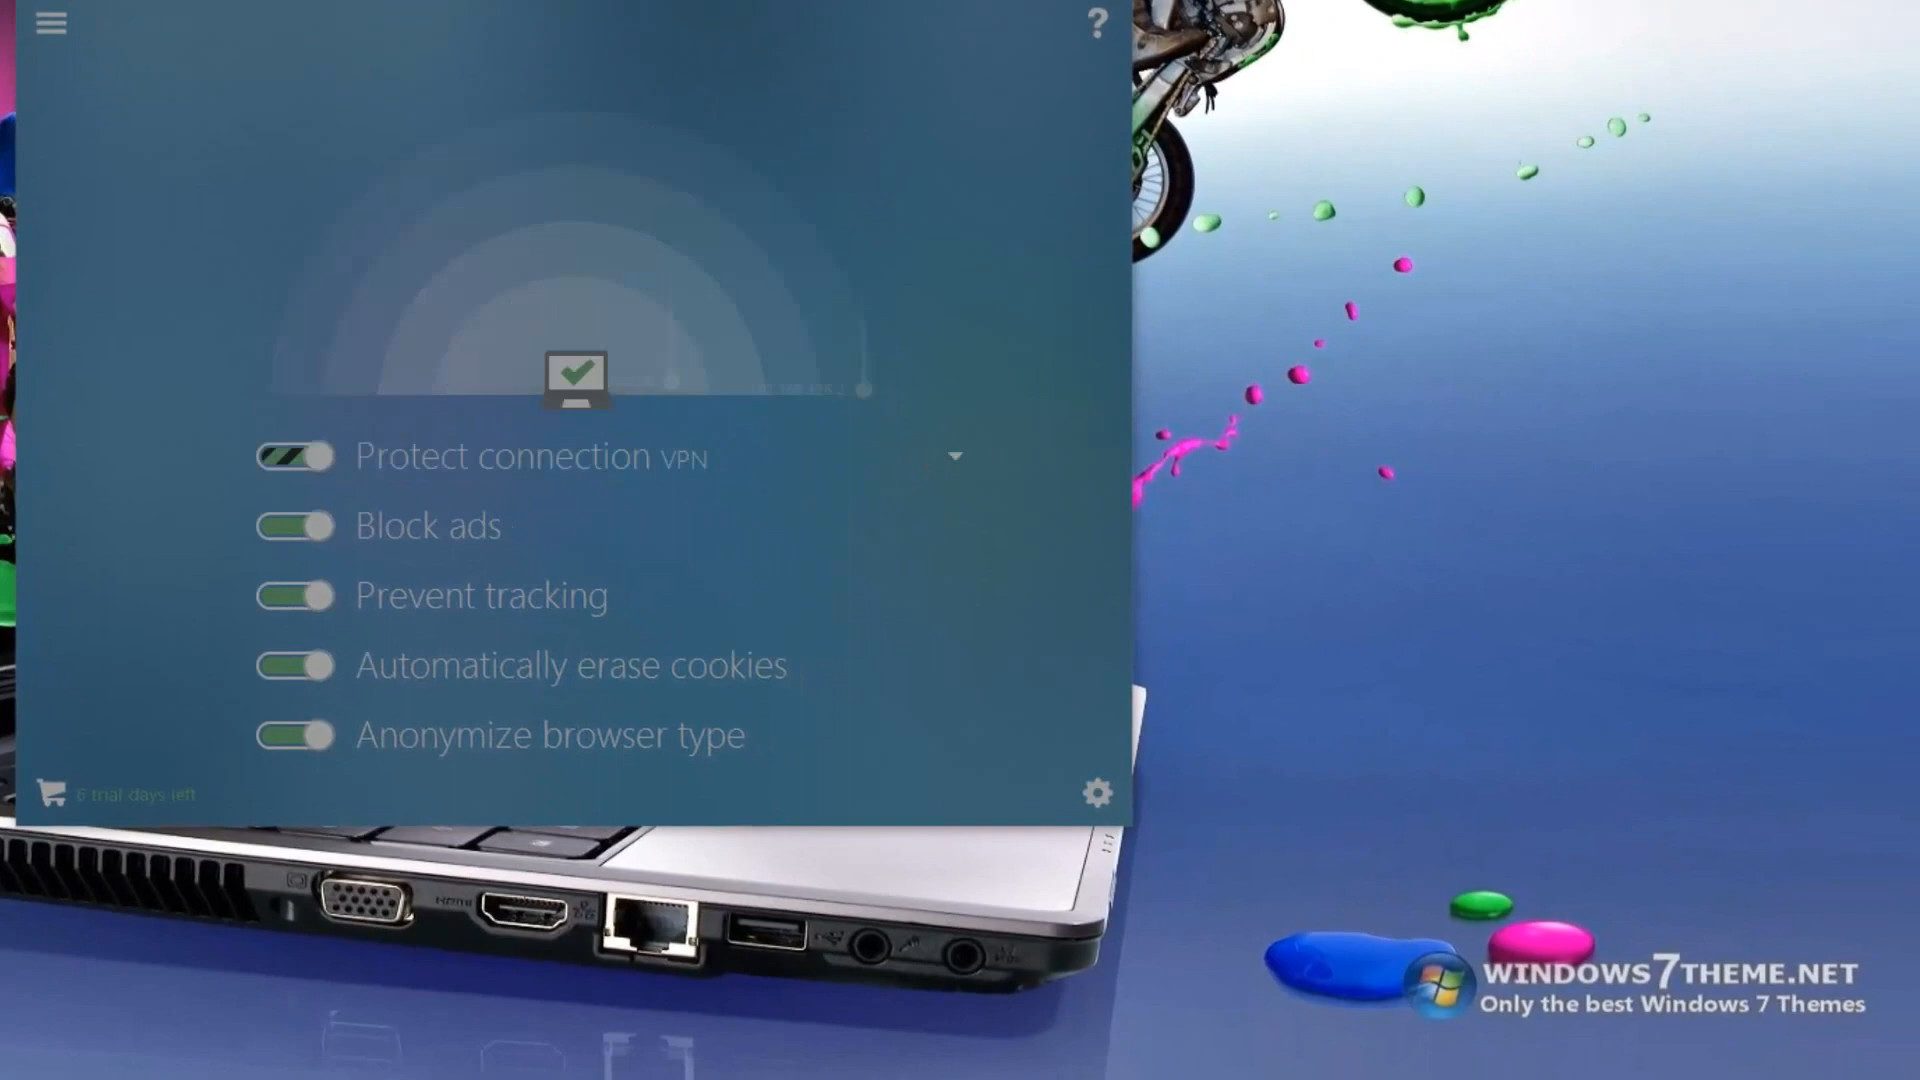 ?
Protect connection VPN
Block ads
Prevent tracking
Automatically erase cookies
Anonymize browser type
6 trial days left
WINDOWS7THEME.NET
Only the best Windows 7 Themes